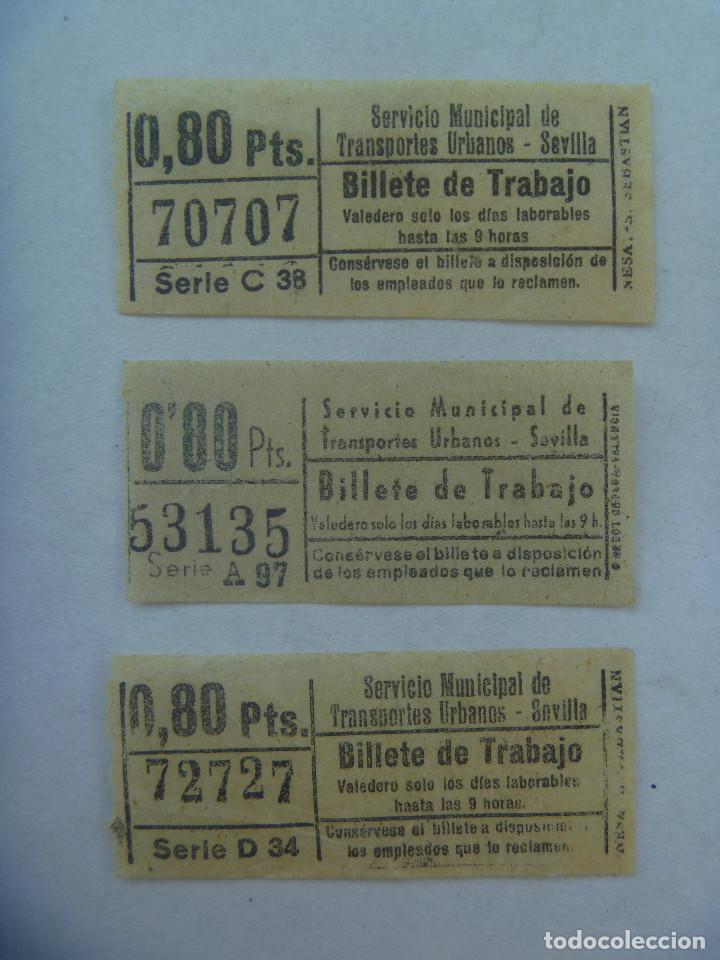 0,80 Pts.
70707
Serie C 38
Servicio Municipal de
Transportes Urbanos - Sevilla
Billete de Trabajo
Valedero solo los días laborables
hasta las 9 horas
Consérvese el billete a disposición de
los empleados que lo reclamen.
SEBASTIAN
0'80 Pts.
53135
Serie A 97
Servicio Municipal de
Transportes Urbanos - Sevilla
Billete de Trabajo
Valedero solo los días laborables hasta las 9 h.
Consérvese el billete a disposición
de los empleados que lo reclamen
VALENCIA
0,80 Pts.
72727
Serie D 34
Servicio Municipal de
Transportes Urbanos - Sevilla
Billete de Trabajo
Valedero solo los días laborables
hasta las 9 horas.
Consérvese el billete a
los empleados que lo reclamen.
todocoleccion.net